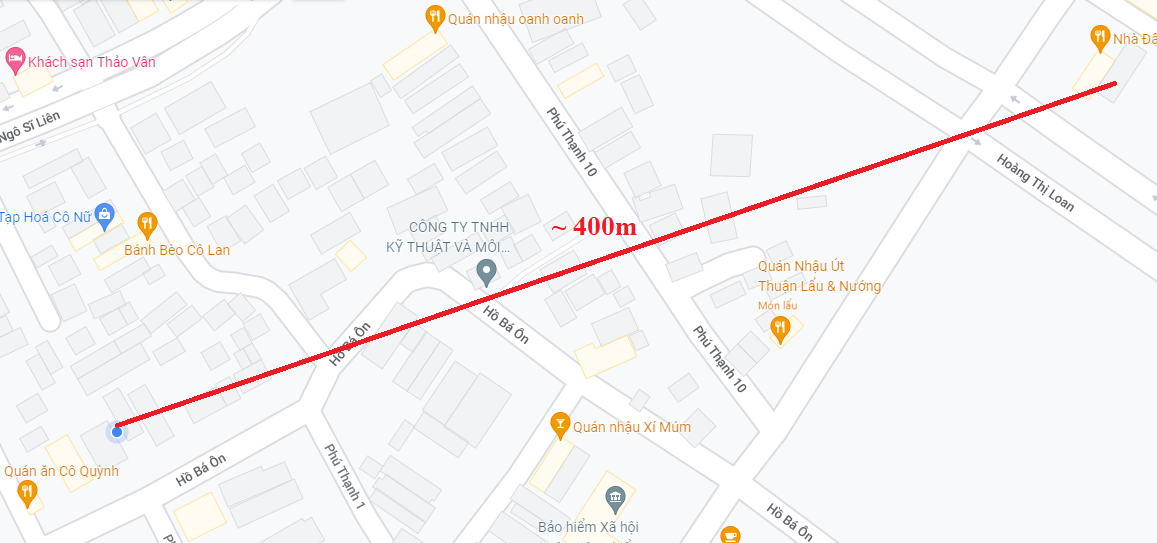 Quán nhậu oanh oanh
Nhà Đâ
Khách sạn Thảo Vân
Ngô Sĩ Liên
Phú Thạnh 10
Hoàng Thị Loan
Tạp Hoá Cô Nữ
Bánh Bèo Cô Lan
CÔNG TY TNHH
KỸ THUẬT VÀ MÔI...
~ 400m
Quán Nhậu Út
Thuận Lẩu & Nướng
Món lẩu
Hồ Bá Ôn
Hồ Bá Ôn
Phú Thạnh 10
Quán nhậu Xí Múm
Quán ăn Cô Quỳnh
Hồ Bá Ôn
Phú Thạnh 1
Bảo hiểm Xã hội
Hồ Bá Ôn